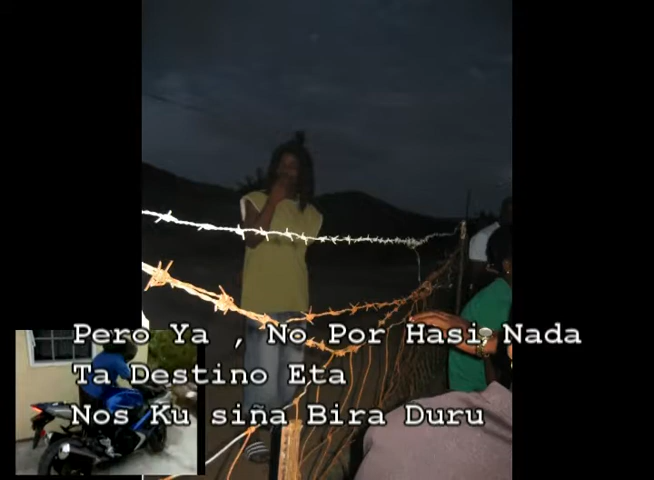 Pero Ya , No Por Hasi Nada
Ta Destino Eta
Nos Ku siña Bira Duru